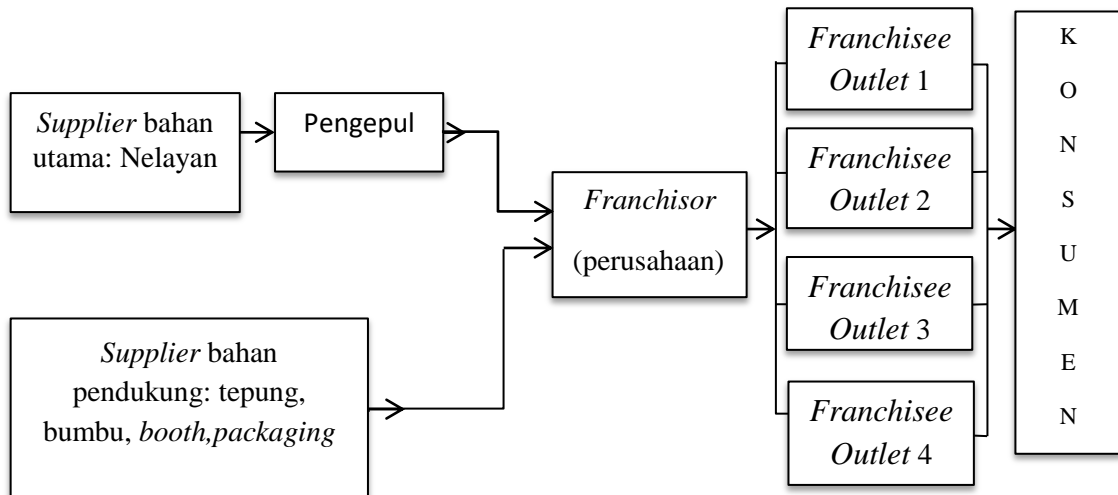 Supplier bahan
utama: Nelayan
Pengepul
Supplier bahan
pendukung: tepung,
bumbu, booth,packaging
Franchisor
(perusahaan)
Franchisee
Outlet 1
Franchisee
Outlet 2
Franchisee
Outlet 3
Franchisee
Outlet 4
K
O
N
S
U
M
E
N